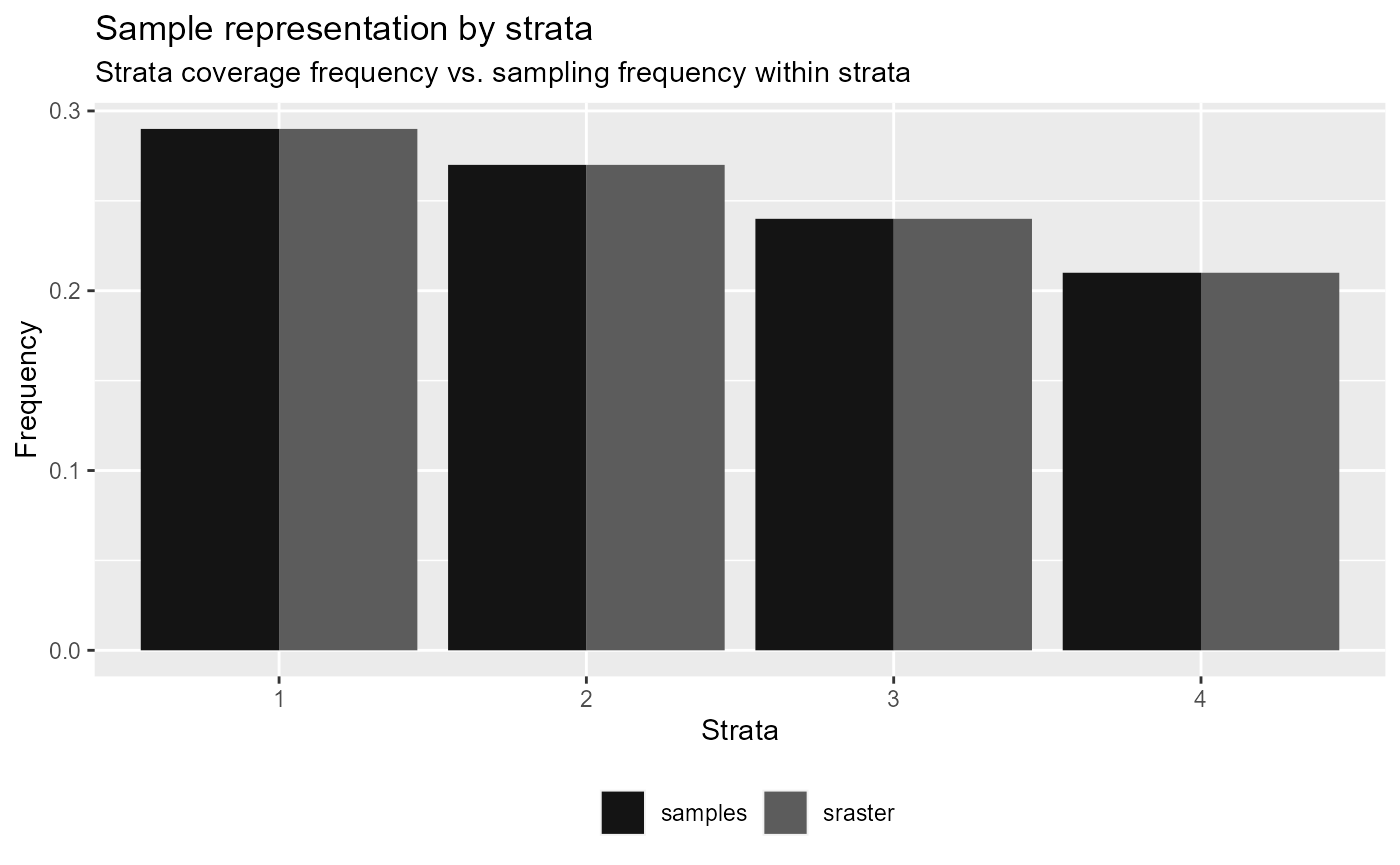 Sample representation by strata
Strata coverage frequency vs. sampling frequency within strata
0.3
0.2
0.1
0.0
Frequency
1 2 3 4
Strata
samples sraster